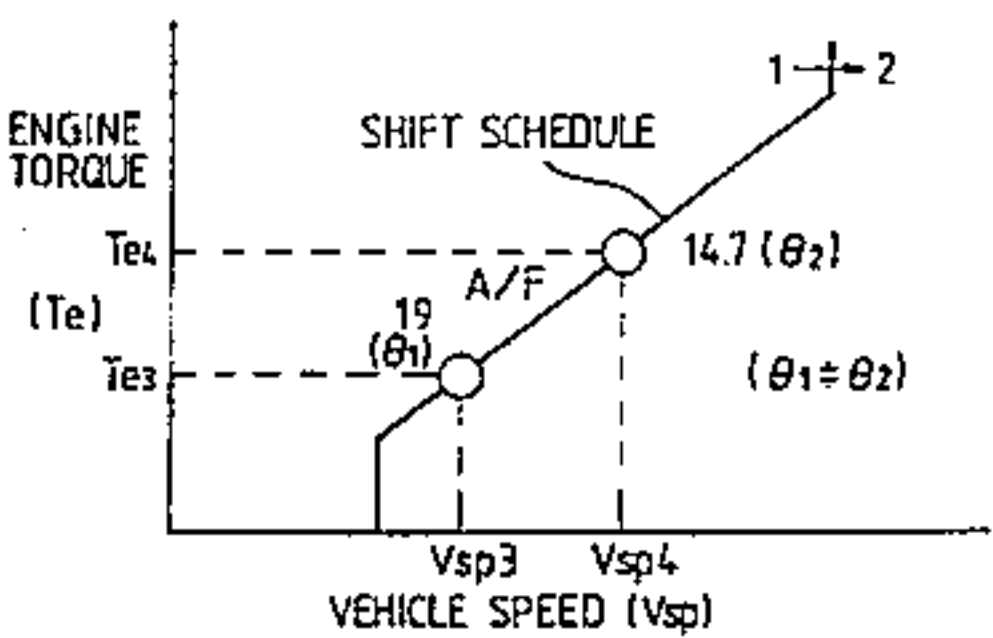 1 → 2
ENGINE
TORQUE
SHIFT SCHEDULE
Te4
14.7 (θ2)
A/F
(Te)
19
(θ1)
Te3
(θ1≒θ2)
Vsp3
Vsp4
VEHICLE SPEED (Vsp)